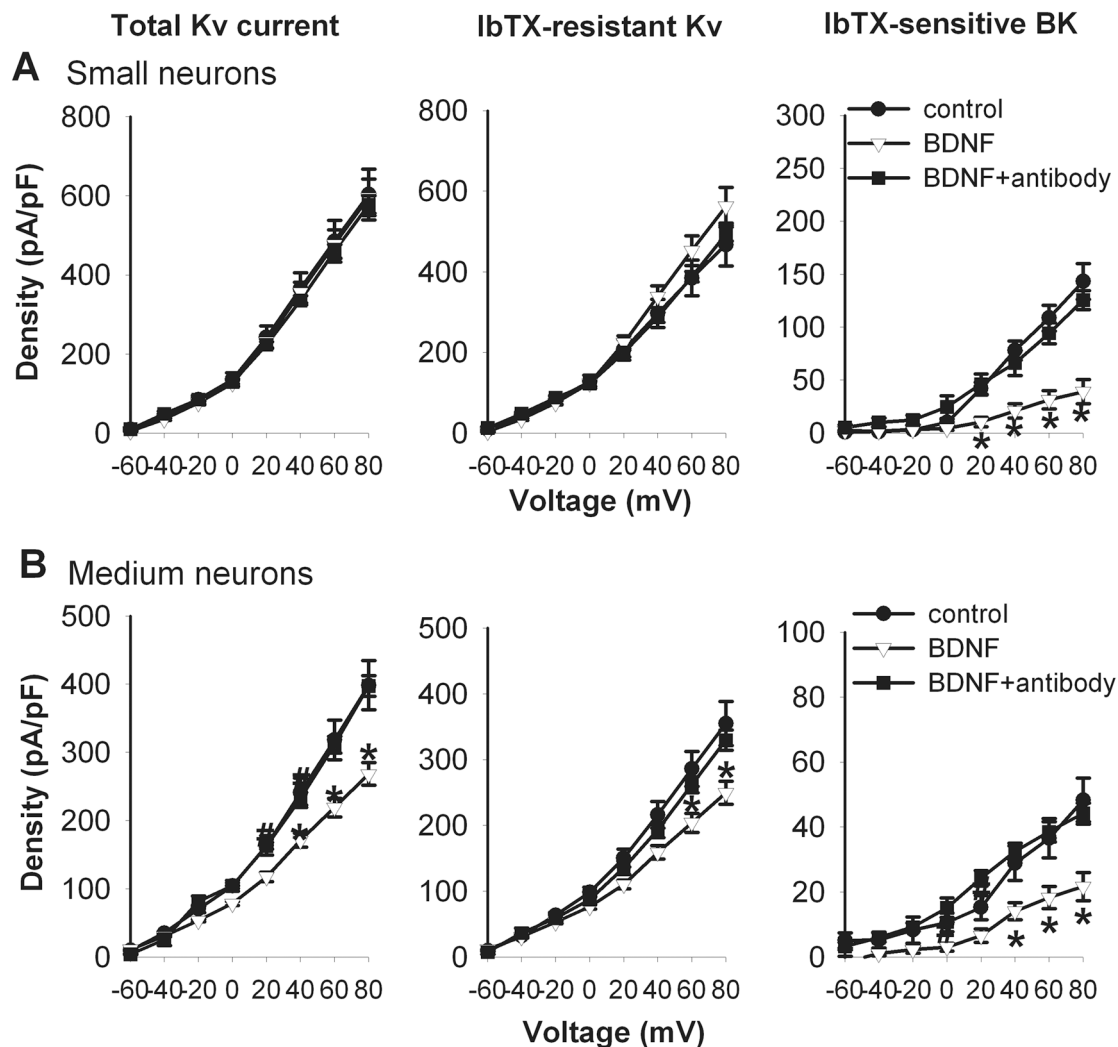 Total Kv current
IbTX-resistant Kv
IbTX-sensitive BK
A Small neurons
Density (pA/pF)
800
600
400
200
0
-60 -40 -20 0 20 40 60 80
800
600
400
200
0
-60 -40 -20 0 20 40 60 80
300
250
200
150
100
50
0
-60 -40 -20 0 20 40 60 80
control
BDNF
BDNF+antibody
* * * *
Voltage (mV)
B Medium neurons
Density (pA/pF)
500
400
300
200
100
0
-60 -40 -20 0 20 40 60 80
# # * * *
500
400
300
200
100
0
-60 -40 -20 0 20 40 60 80
* *
100
80
60
40
20
0
-60 -40 -20 0 20 40 60 80
control
BDNF
BDNF+antibody
# # * * *
Voltage (mV)